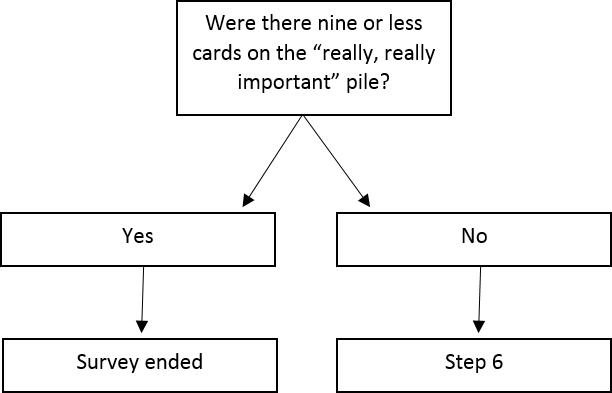 Were there nine or less
cards on the “really, really
important” pile?
Yes
No
Survey ended
Step 6